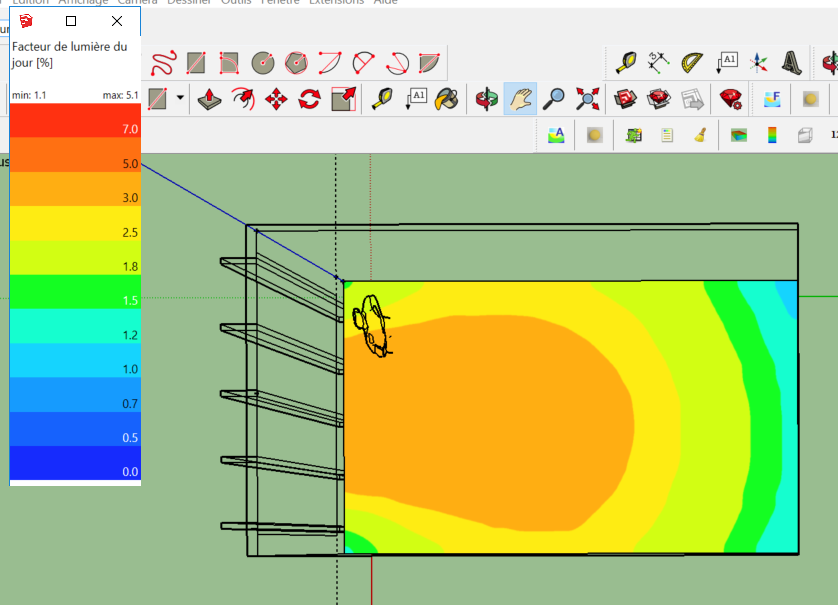 Edition Affichage Caméra Dessiner Outils Fenêtre Extensions Aide
Facteur de lumière du
jour [%]
min: 1.1 max: 5.1
7.0
5.0
3.0
2.5
1.8
1.5
1.2
1.0
0.7
0.5
0.0
A1
A1
F
A